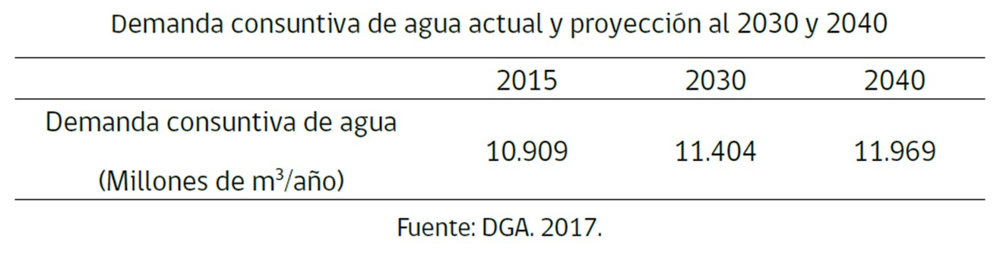 Demanda consuntiva de agua actual y proyección al 2030 y 2040
2015 2030 2040
Demanda consuntiva de agua
(Millones de m³/año) 10.909 11.404 11.969
Fuente: DGA. 2017.